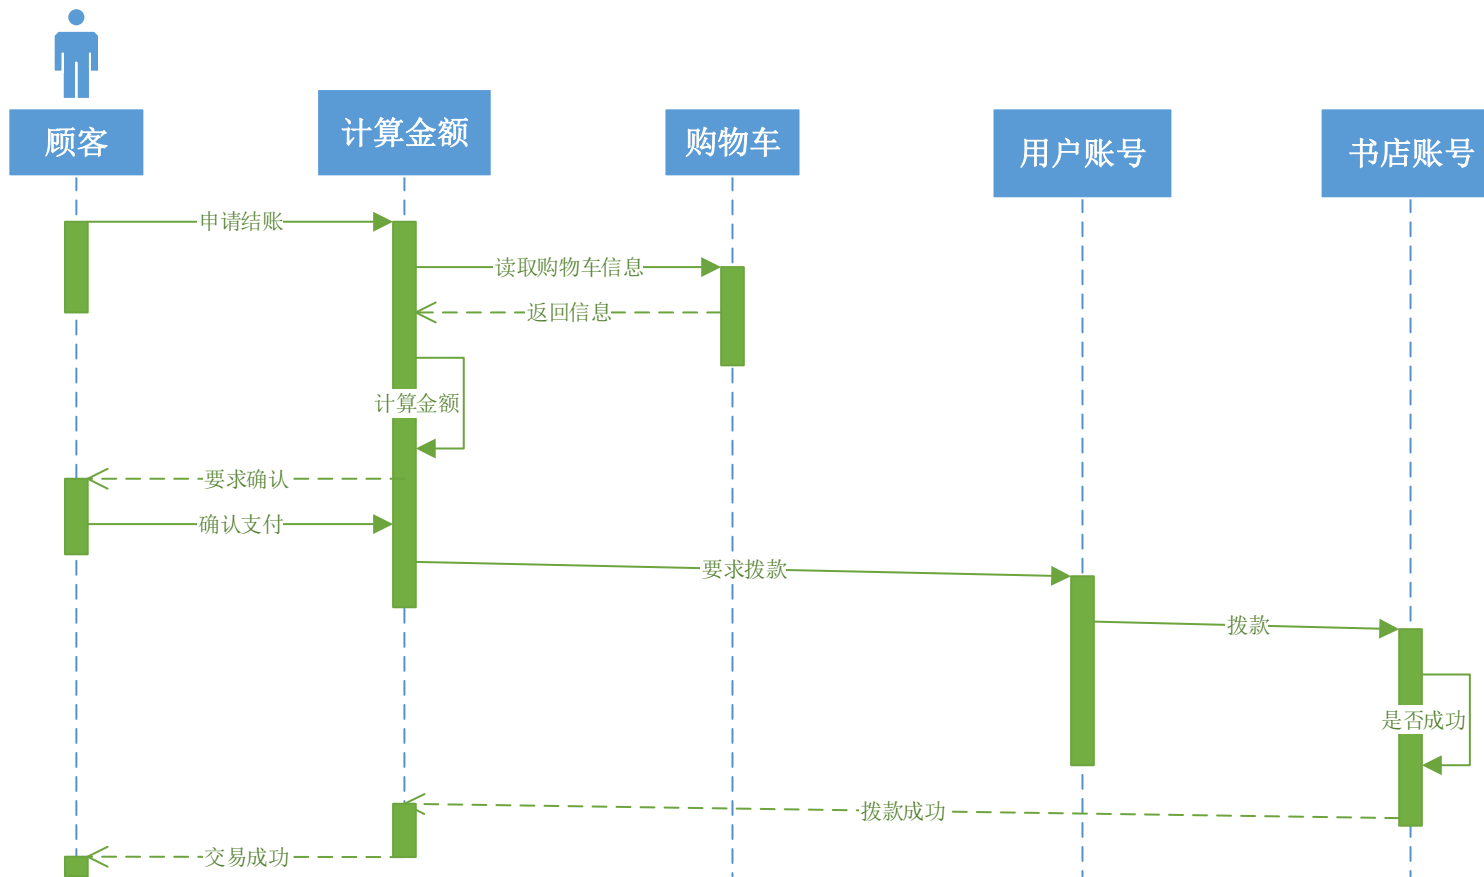 顾客
计算金额
购物车
用户账号
书店账号
申请结账
读取购物车信息
返回信息
计算金额
要求确认
确认支付
要求拨款
拨款
是否成功
拨款成功
交易成功